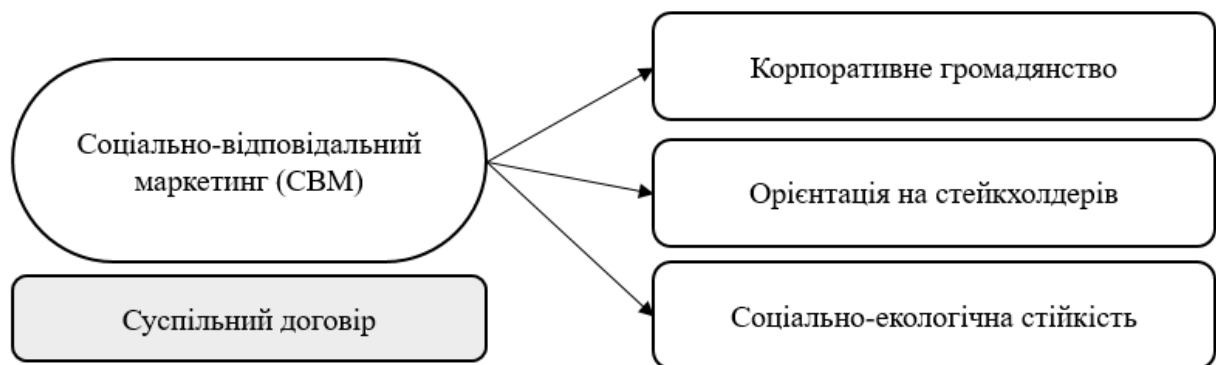 Соціально-відповідальний
маркетинг (СВМ)
Суспільний договір
Корпоративне громадянство
Орієнтація на стейкхолдерів
Соціально-екологічна стійкість